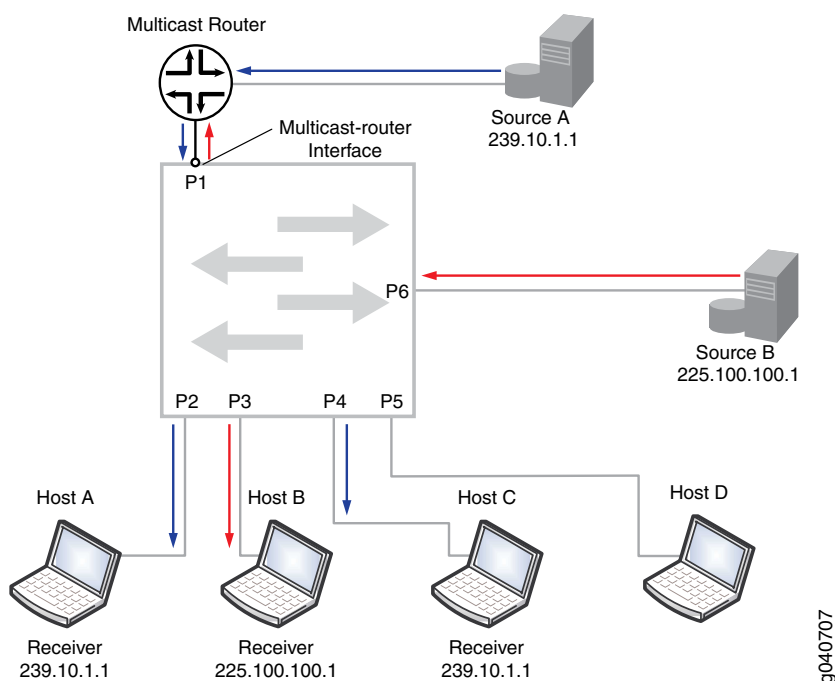 Multicast Router
Source A
239.10.1.1
Multicast-router
Interface
P1
P6
Source B
225.100.100.1
P2
P3
P4
P5
Host A
Host B
Host C
Host D
Receiver
239.10.1.1
Receiver
225.100.100.1
Receiver
239.10.1.1
g040707